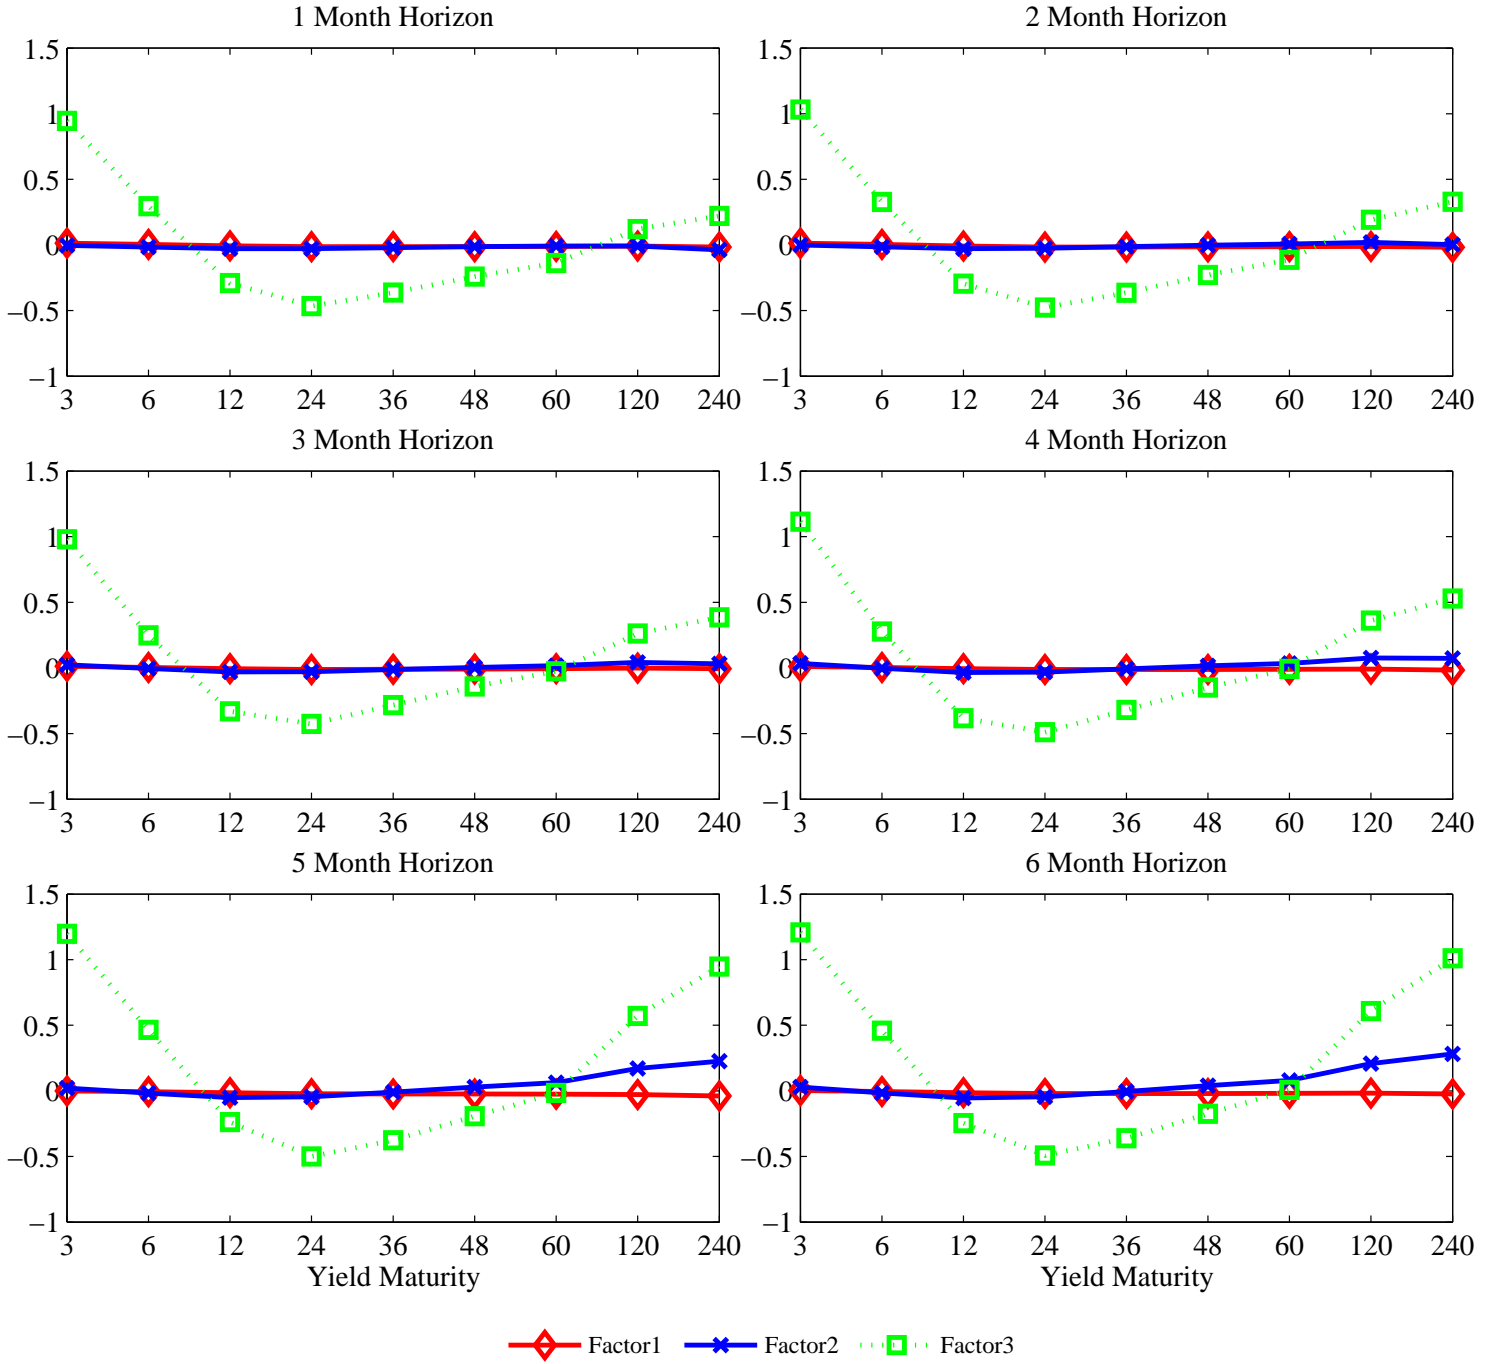 1 Month Horizon
2 Month Horizon
1.5
1
0.5
0
−0.5
−1
3 6 12 24 36 48 60 120 240
1.5
1
0.5
0
−0.5
−1
3 6 12 24 36 48 60 120 240
3 Month Horizon
4 Month Horizon
1.5
1
0.5
0
−0.5
−1
3 6 12 24 36 48 60 120 240
1.5
1
0.5
0
−0.5
−1
3 6 12 24 36 48 60 120 240
5 Month Horizon
6 Month Horizon
1.5
1
0.5
0
−0.5
−1
3 6 12 24 36 48 60 120 240
Yield Maturity
1.5
1
0.5
0
−0.5
−1
3 6 12 24 36 48 60 120 240
Yield Maturity
Factor1 Factor2 Factor3